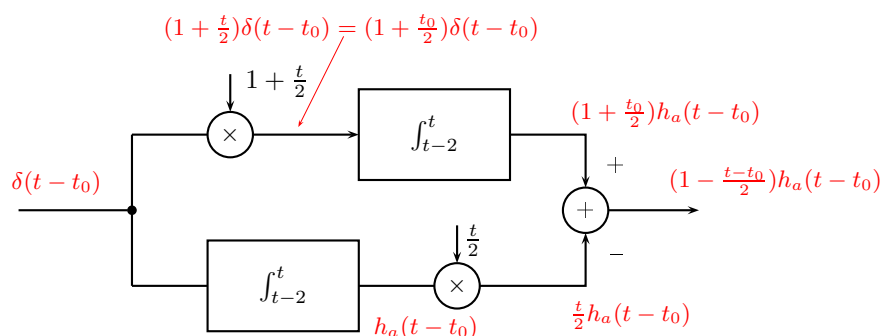 (1 + t/2)δ(t − t₀) = (1 + t₀/2)δ(t − t₀)
1 + t/2
×
∫ₜ₋₂ᵗ
(1 + t₀/2)hₐ(t − t₀)
+
δ(t − t₀)
+
(1 − (t−t₀)/2)hₐ(t − t₀)
t/2
−
∫ₜ₋₂ᵗ
×
hₐ(t − t₀)
t/2 hₐ(t − t₀)